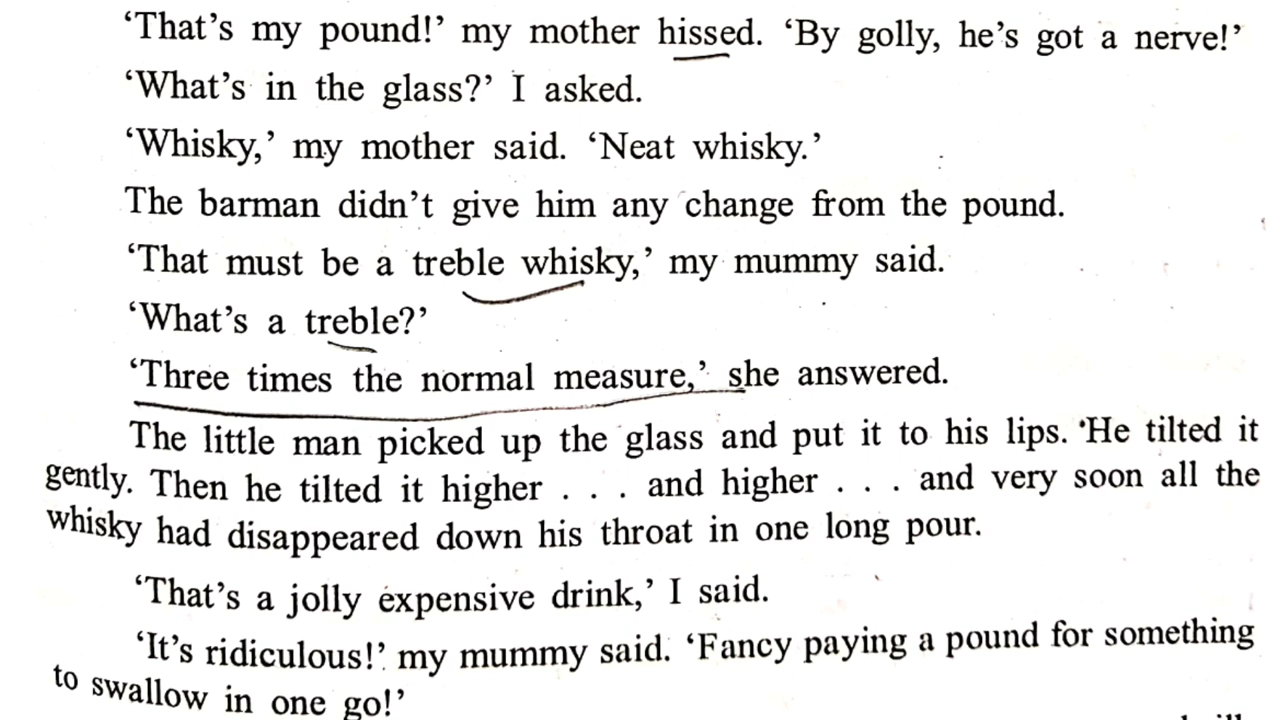 ‘That’s my pound!’ my mother hissed. ‘By golly, he’s got a nerve!’
‘What’s in the glass?’ I asked.
‘Whisky,’ my mother said. ‘Neat whisky.’
The barman didn’t give him any change from the pound.
‘That must be a treble whisky,’ my mummy said.
‘What’s a treble?’
‘Three times the normal measure,’ she answered.
The little man picked up the glass and put it to his lips. He tilted it
gently. Then he tilted it higher . . . and higher . . . and very soon all the
whisky had disappeared down his throat in one long pour.
‘That’s a jolly expensive drink,’ I said.
‘It’s ridiculous!’ my mummy said. ‘Fancy paying a pound for something
to swallow in one go!’